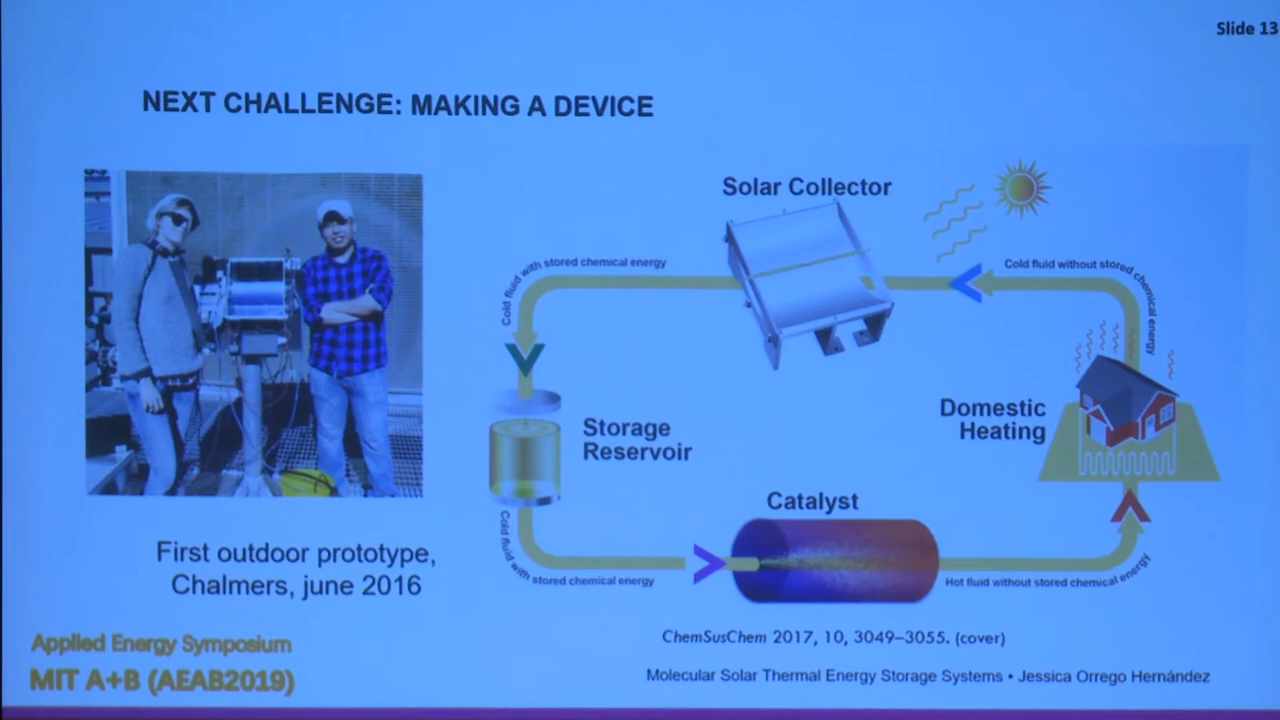 Slide 13
NEXT CHALLENGE: MAKING A DEVICE
Solar Collector
Cold fluid with stored chemical energy
Cold fluid without stored chemical energy
Storage
Reservoir
Domestic
Heating
Catalyst
Cold fluid with stored chemical energy
Hot fluid without stored chemical energy
First outdoor prototype,
Chalmers, june 2016
ChemSusChem 2017, 10, 3049–3055. (cover)
Applied Energy Symposium
MIT A+B (AEAB2019)
Molecular Solar Thermal Energy Storage Systems • Jessica Orrego Hernández